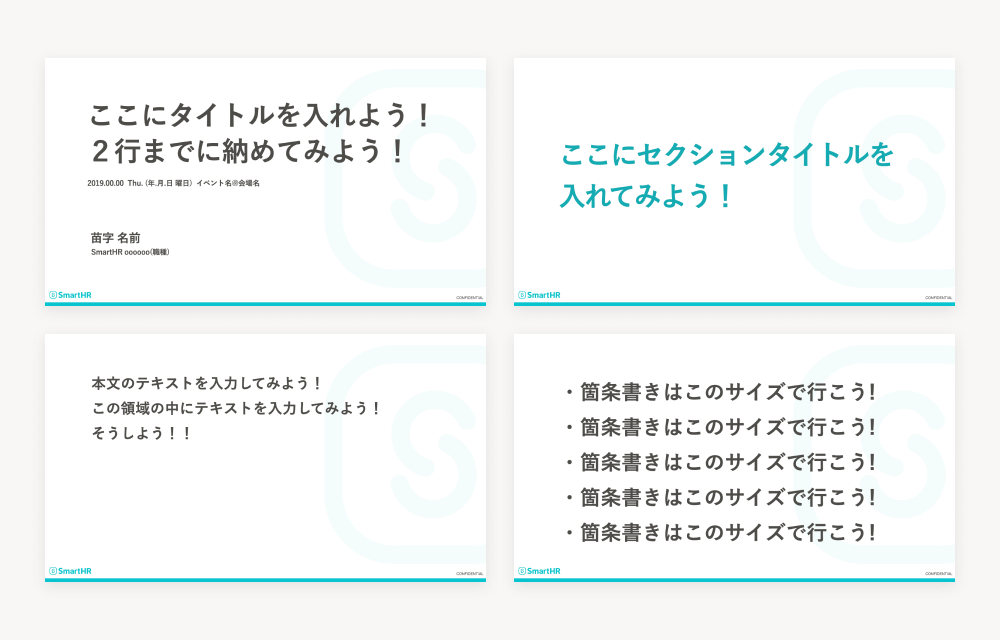 ここにタイトルを入れよう！
２行までに納めてみよう！
2019.00.00 Thu. (年.月.日 曜日) イベント名@会場名
苗字 名前
SmartHR oooooo(職種)
SmartHR
CONFIDENTIAL
ここにセクションタイトルを
入れてみよう！
SmartHR
CONFIDENTIAL
本文のテキストを入力してみよう！
この領域の中にテキストを入力してみよう！
そうしよう！！
SmartHR
CONFIDENTIAL
・箇条書きはこのサイズで行こう!
・箇条書きはこのサイズで行こう!
・箇条書きはこのサイズで行こう!
・箇条書きはこのサイズで行こう!
・箇条書きはこのサイズで行こう!
SmartHR
CONFIDENTIAL